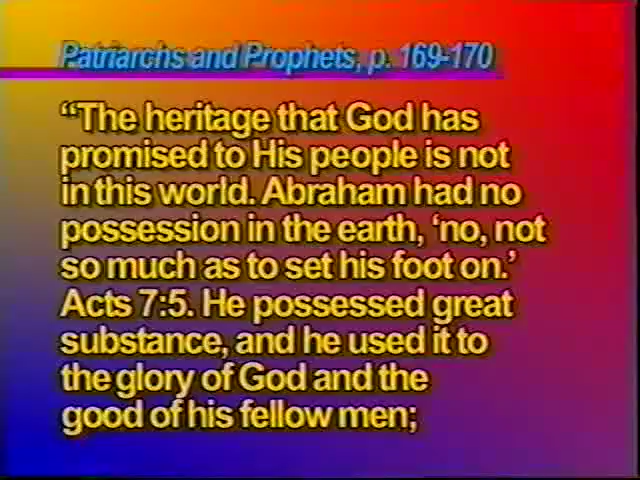 Patriarchs and Prophets, p. 169-170
“The heritage that God has
promised to His people is not
in this world. Abraham had no
possession in the earth, ‘no, not
so much as to set his foot on.’
Acts 7:5. He possessed great
substance, and he used it to
the glory of God and the
good of his fellow men;